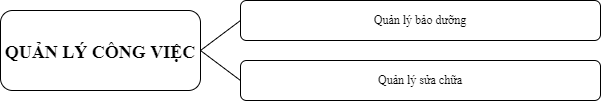 QUẢN LÝ CÔNG VIỆC
Quản lý bảo dưỡng
Quản lý sửa chữa